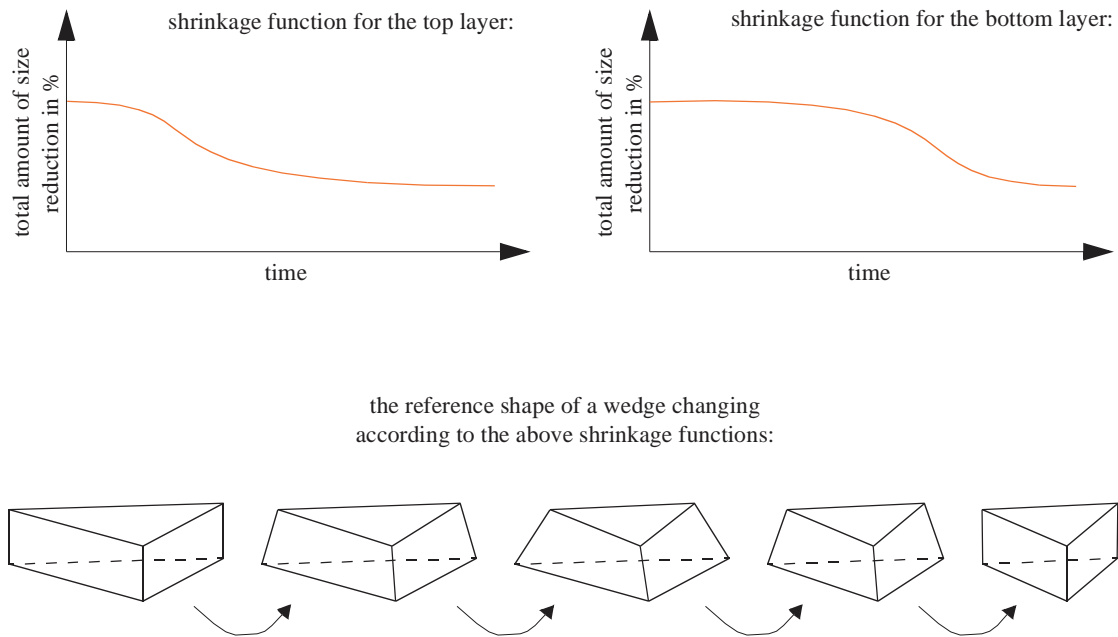 shrinkage function for the top layer:
total amount of size
reduction in %
time
shrinkage function for the bottom layer:
total amount of size
reduction in %
time
the reference shape of a wedge changing
according to the above shrinkage functions: